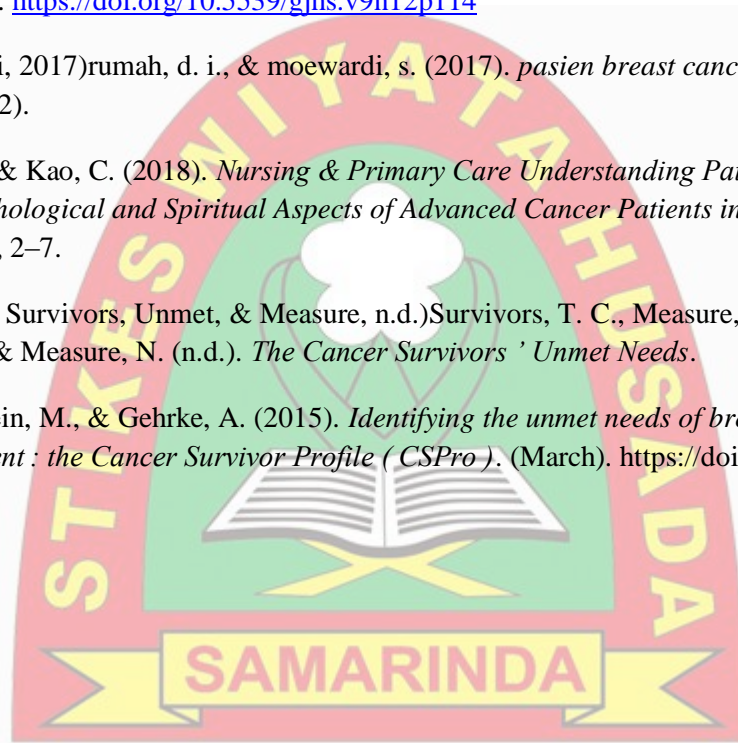 . https://doi.org/10.5539/gjhs.v9n12p114
i, 2017)rumah, d. i., & moewardi, s. (2017). pasien breast canc
2).
& Kao, C. (2018). Nursing & Primary Care Understanding Pat
hological and Spiritual Aspects of Advanced Cancer Patients in
, 2–7.
Survivors, Unmet, & Measure, n.d.)Survivors, T. C., Measure,
& Measure, N. (n.d.). The Cancer Survivors ’ Unmet Needs.
ein, M., & Gehrke, A. (2015). Identifying the unmet needs of bre
ent : the Cancer Survivor Profile ( CSPro ). (March). https://doi
STIKES WIYATA HUSADA
SAMARINDA